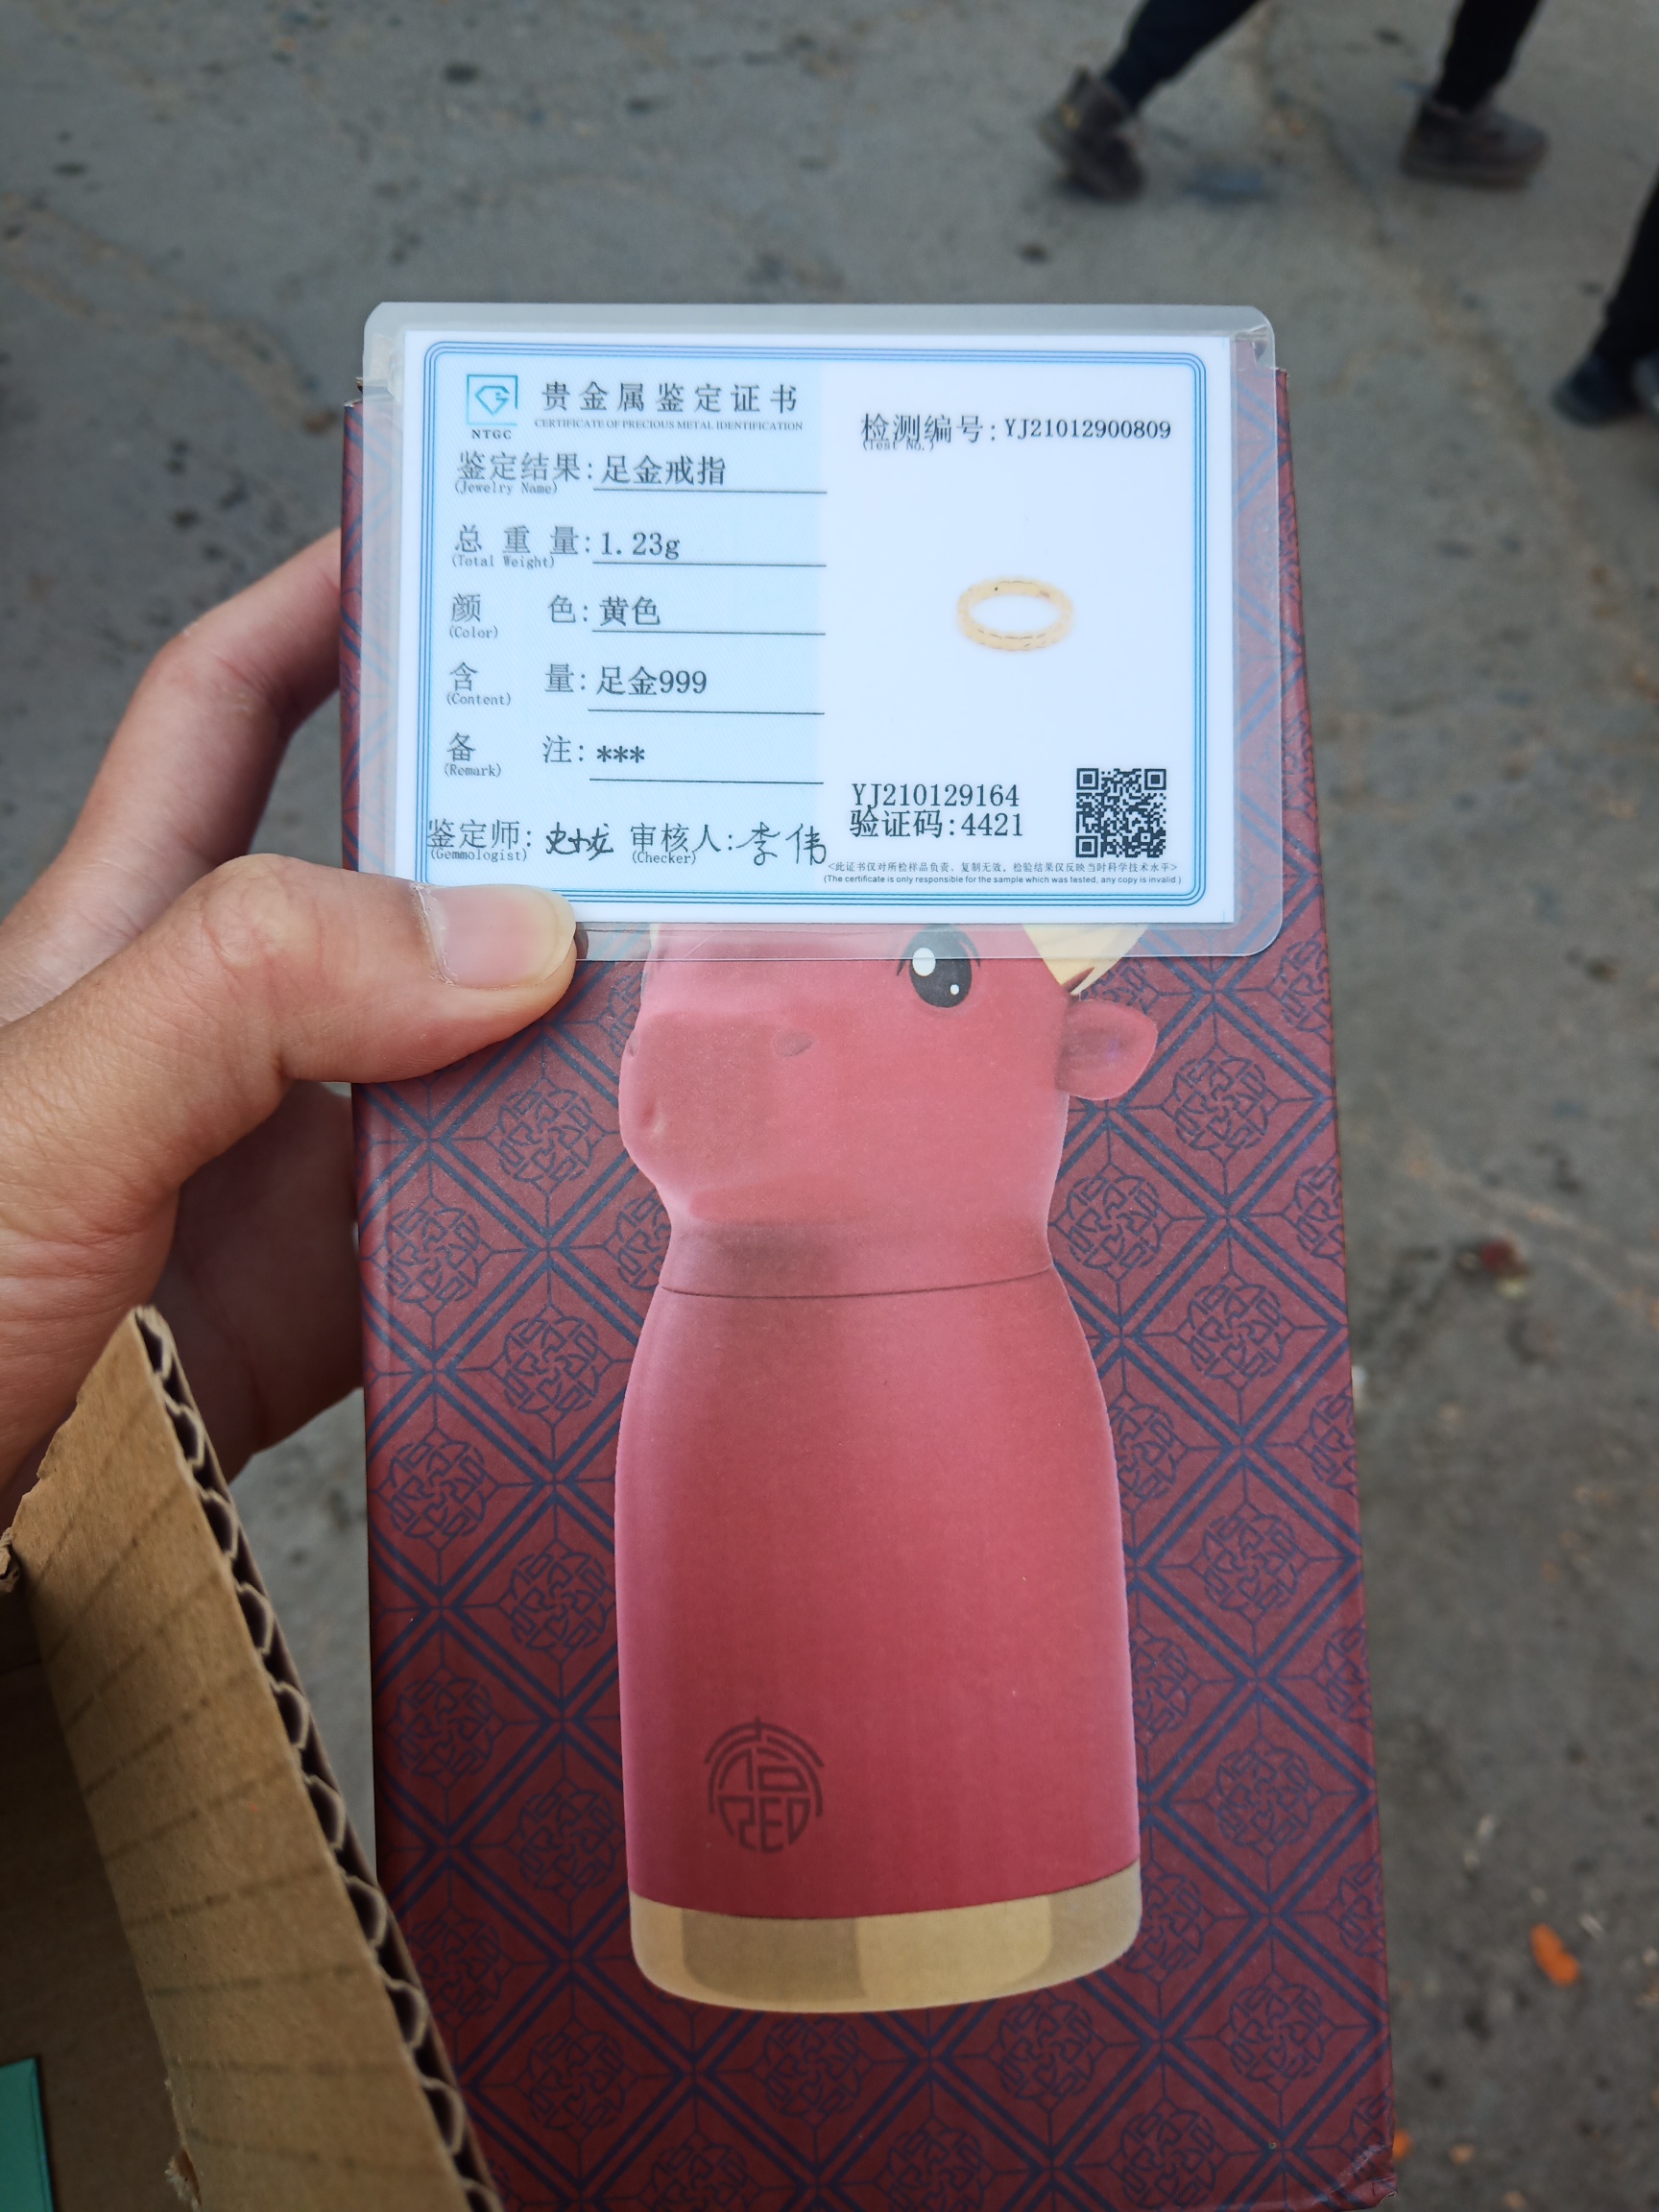 NTGC
贵金属鉴定证书
CERTIFICATE OF PRECIOUS METAL IDENTIFICATION
检测编号:YJ21012900809
(Test No.)
鉴定结果:足金戒指
(Jewelry Name)
总重量:1.23g
(Total Weight)
颜色:黄色
(Color)
含量:足金999
(Content)
备注:***
(Remark)
YJ210129164
验证码:4421
鉴定师: 审核人:李伟
(Gemmologist) (Checker)
<此证书仅对所检样品负责，复制无效，检验结果仅反映当时科学技术水平>
(The certificate is only responsible for the sample which was tested, any copy is invalid)